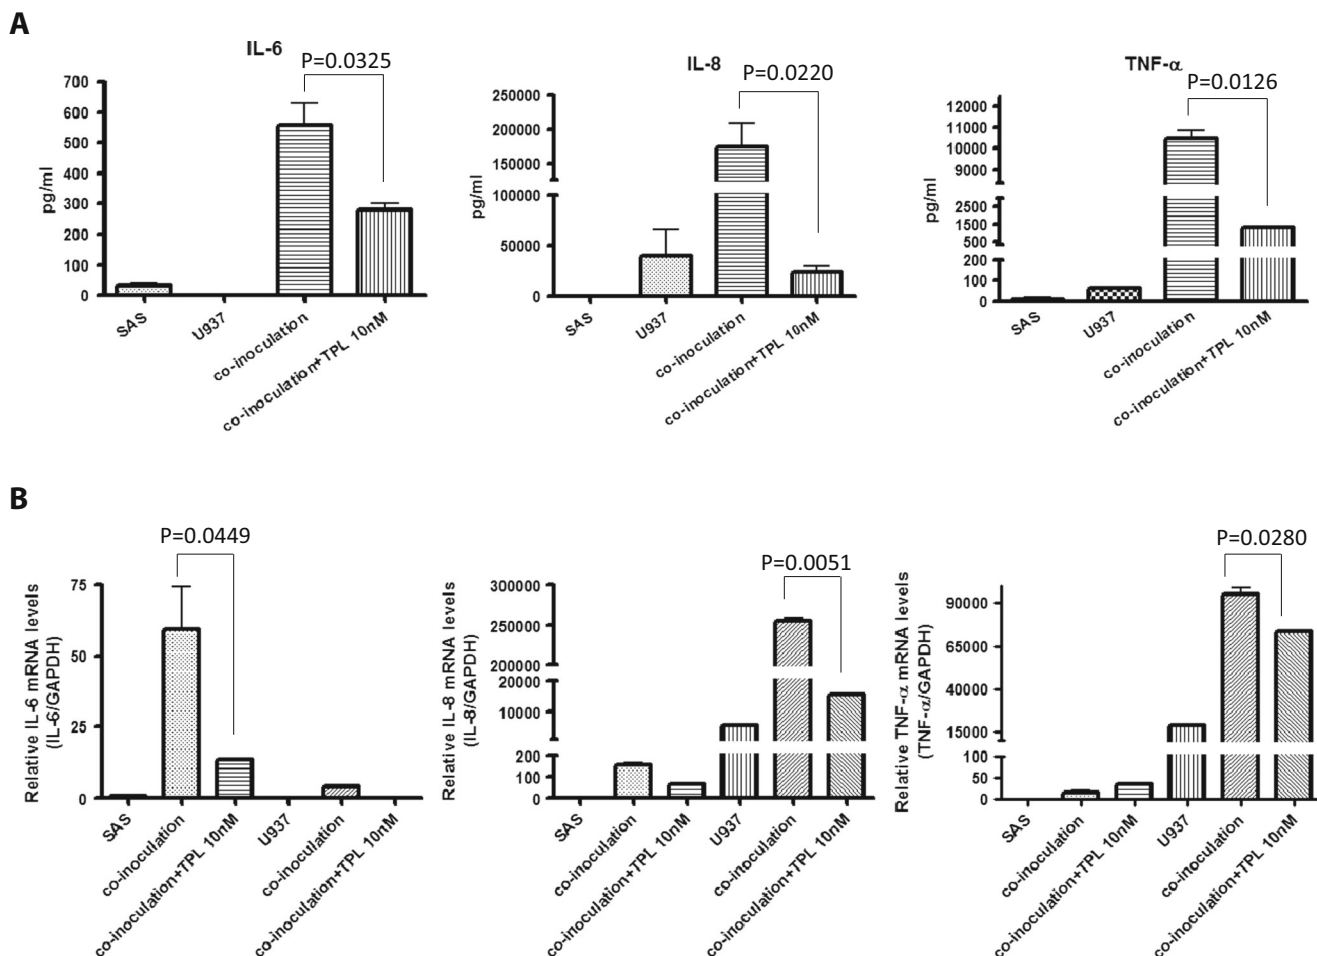 A
IL-6
P=0.0325
pg/ml
700
600
500
400
300
200
100
0
SAS
U937
co-inoculation
co-inoculation+TPL 10nM
IL-8
P=0.0220
pg/ml
250000
200000
150000
100000
50000
0
SAS
U937
co-inoculation
co-inoculation+TPL 10nM
TNF-α
P=0.0126
pg/ml
12000
11000
10000
9000
2500
1500
500
200
100
0
SAS
U937
co-inoculation
co-inoculation+TPL 10nM
B
P=0.0449
Relative IL-6 mRNA levels
(IL-6/GAPDH)
75
50
25
0
SAS
co-inoculation
co-inoculation+TPL 10nM
U937
co-inoculation
co-inoculation+TPL 10nM
P=0.0051
Relative IL-8 mRNA levels
(IL-8/GAPDH)
300000
250000
200000
20000
10000
200
100
0
SAS
co-inoculation
co-inoculation+TPL 10nM
U937
co-inoculation
co-inoculation+TPL 10nM
P=0.0280
Relative TNF-α mRNA levels
(TNF-α/GAPDH)
90000
65000
40000
15000
100
50
0
SAS
co-inoculation
co-inoculation+TPL 10nM
U937
co-inoculation
co-inoculation+TPL 10nM